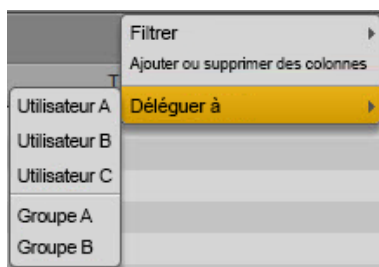 Filtrer
Ajouter ou supprimer des colonnes
T
Déléguer à
Utilisateur A
Utilisateur B
Utilisateur C
Groupe A
Groupe B